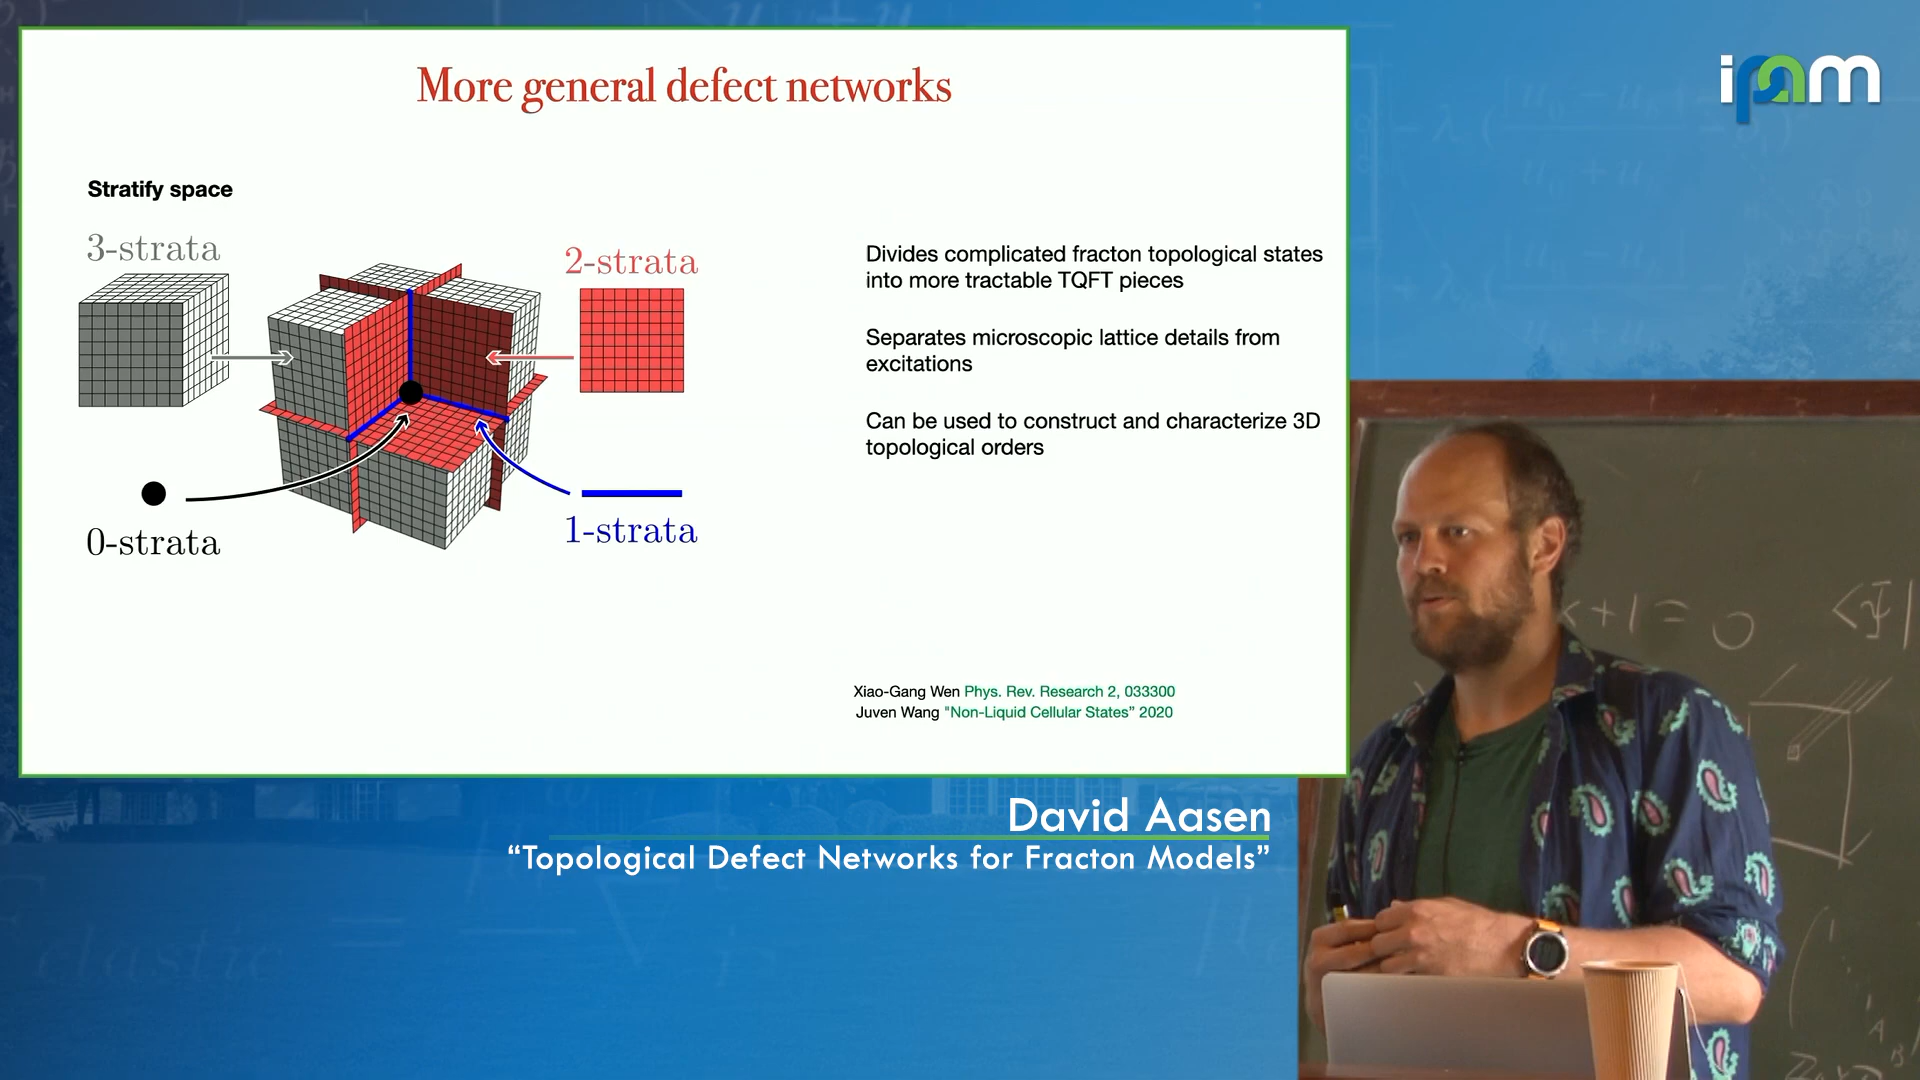 More general defect networks
ipam
Stratify space
3-strata
2-strata
0-strata
1-strata
Divides complicated fracton topological states
into more tractable TQFT pieces
Separates microscopic lattice details from
excitations
Can be used to construct and characterize 3D
topological orders
Xiao-Gang Wen Phys. Rev. Research 2, 033300
Juven Wang "Non-Liquid Cellular States” 2020
David Aasen
“Topological Defect Networks for Fracton Models”
+1=0
<Ψ|